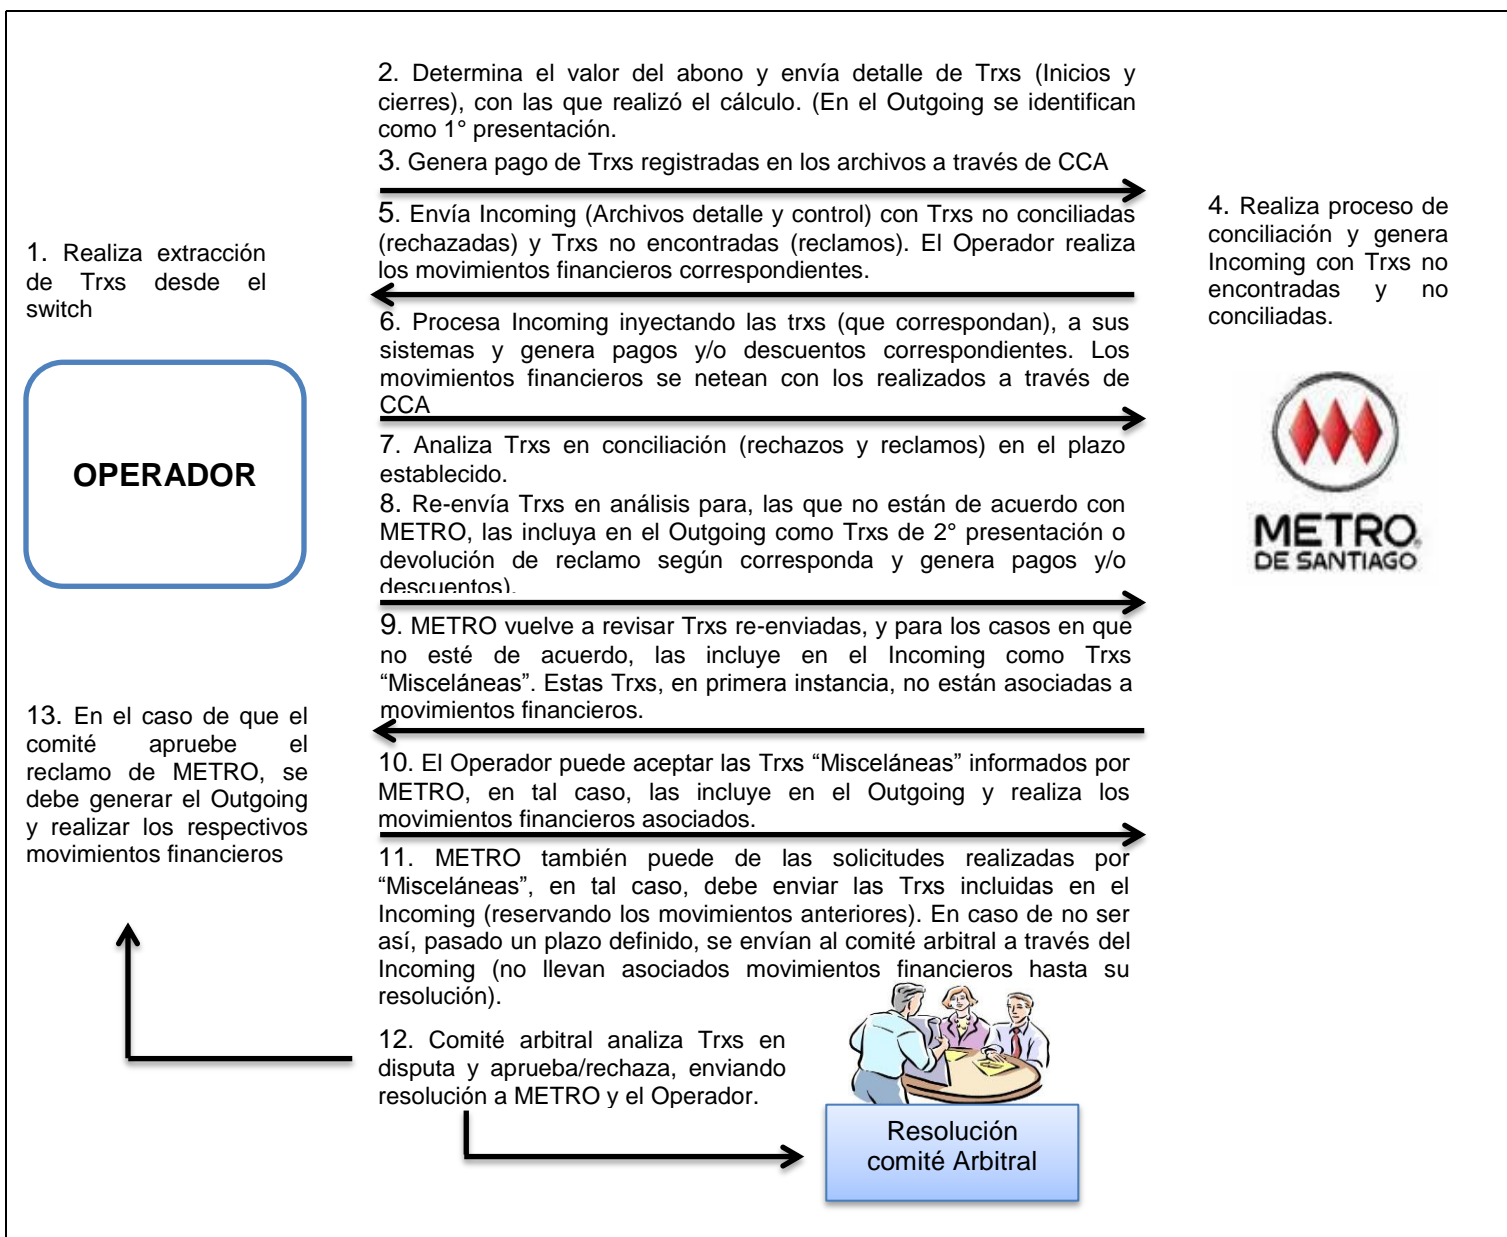 2. Determina el valor del abono y envía detalle de Trxs (Inicios y
cierres), con las que realizó el cálculo. (En el Outgoing se identifican
como 1° presentación.
3. Genera pago de Trxs registradas en los archivos a través de CCA
5. Envía Incoming (Archivos detalle y control) con Trxs no conciliadas
(rechazadas) y Trxs no encontradas (reclamos). El Operador realiza
los movimientos financieros correspondientes.
4. Realiza proceso de
conciliación y genera
Incoming con Trxs no
encontradas y no
conciliadas.
1. Realiza extracción
de Trxs desde el
switch
6. Procesa Incoming inyectando las trxs (que correspondan), a sus
sistemas y genera pagos y/o descuentos correspondientes. Los
movimientos financieros se netean con los realizados a través de
CCA
OPERADOR
METRO
DE SANTIAGO
7. Analiza Trxs en conciliación (rechazos y reclamos) en el plazo
establecido.
8. Re-envía Trxs en análisis para, las que no están de acuerdo con
METRO, las incluya en el Outgoing como Trxs de 2° presentación o
devolución de reclamo según corresponda y genera pagos y/o
descuentos).
9. METRO vuelve a revisar Trxs re-enviadas, y para los casos en que
no esté de acuerdo, las incluye en el Incoming como Trxs
“Misceláneas”. Estas Trxs, en primera instancia, no están asociadas a
movimientos financieros.
13. En el caso de que el
comité apruebe el
reclamo de METRO, se
debe generar el Outgoing
y realizar los respectivos
movimientos financieros
10. El Operador puede aceptar las Trxs “Misceláneas” informados por
METRO, en tal caso, las incluye en el Outgoing y realiza los
movimientos financieros asociados.
11. METRO también puede de las solicitudes realizadas por
“Misceláneas”, en tal caso, debe enviar las Trxs incluidas en el
Incoming (reservando los movimientos anteriores). En caso de no ser
así, pasado un plazo definido, se envían al comité arbitral a través del
Incoming (no llevan asociados movimientos financieros hasta su
resolución).
12. Comité arbitral analiza Trxs en
disputa y aprueba/rechaza, enviando
resolución a METRO y el Operador.
Resolución
comité Arbitral